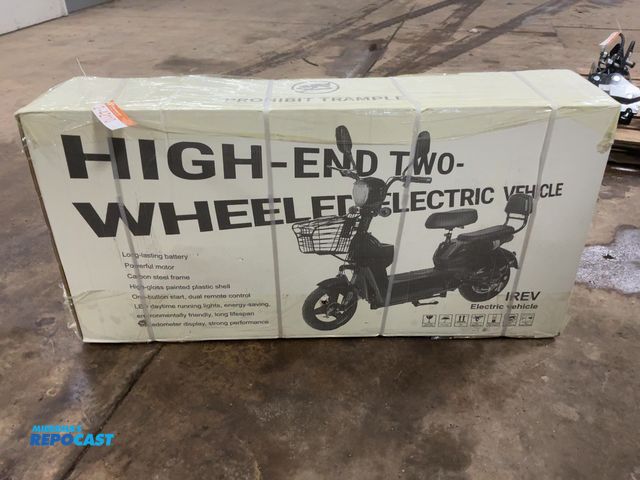 PROHIBIT TRAMPLE
HIGH-END TWO-
WHEELED ELECTRIC VEHICLE
Long-lasting battery
Powerful motor
Carbon steel frame
High-gloss painted plastic shell
One-button start, dual remote control
LED daytime running lights, energy-saving,
environmentally friendly, long lifespan
Speedometer display, strong performance
IREV
Electric vehicle
REPOCAST